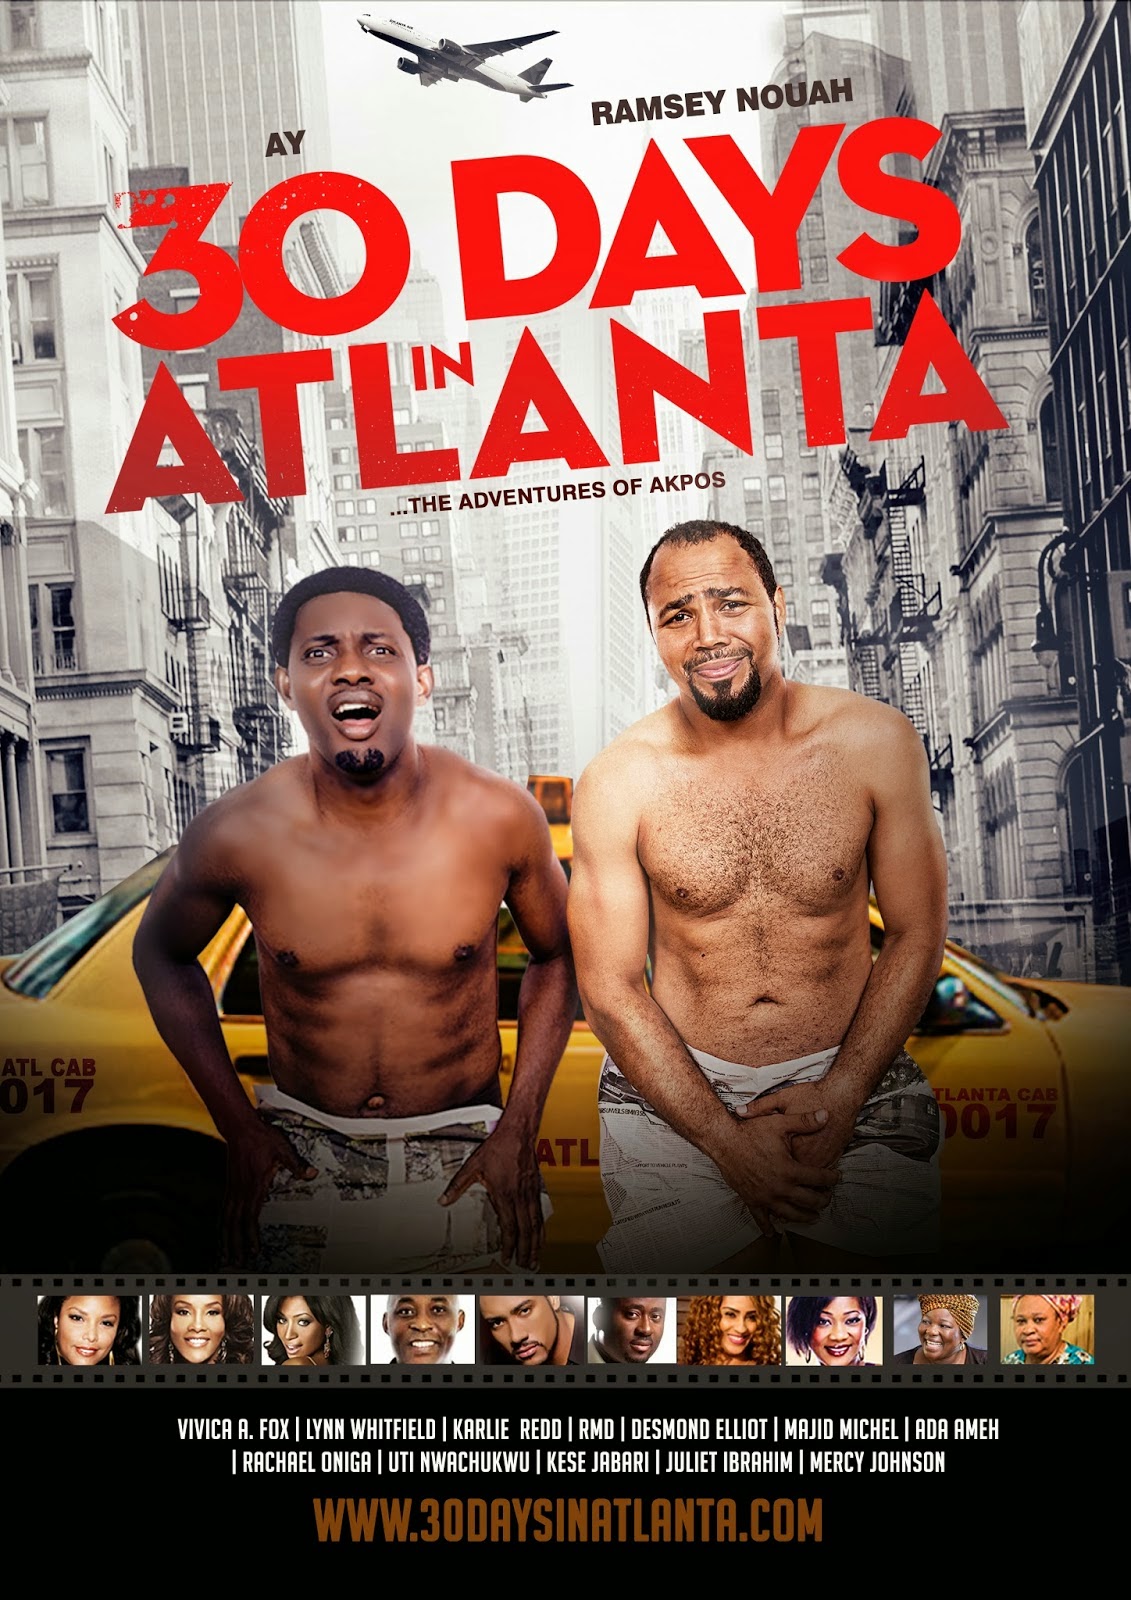 AY
RAMSEY NOUAH
30 DAYS
IN
ATLANTA
...THE ADVENTURES OF AKPOS
ATL CAB
0017
ATL
TLANTA CAB
0017
VIVICA A. FOX | LYNN WHITFIELD | KARLIE REDD | RMD | DESMOND ELLIOT | MAJID MICHEL | ADA AMEH
| RACHAEL ONIGA | UTI NWACHUKWU | KESE JABARI | JULIET IBRAHIM | MERCY JOHNSON
WWW.30DAYSINATLANTA.COM